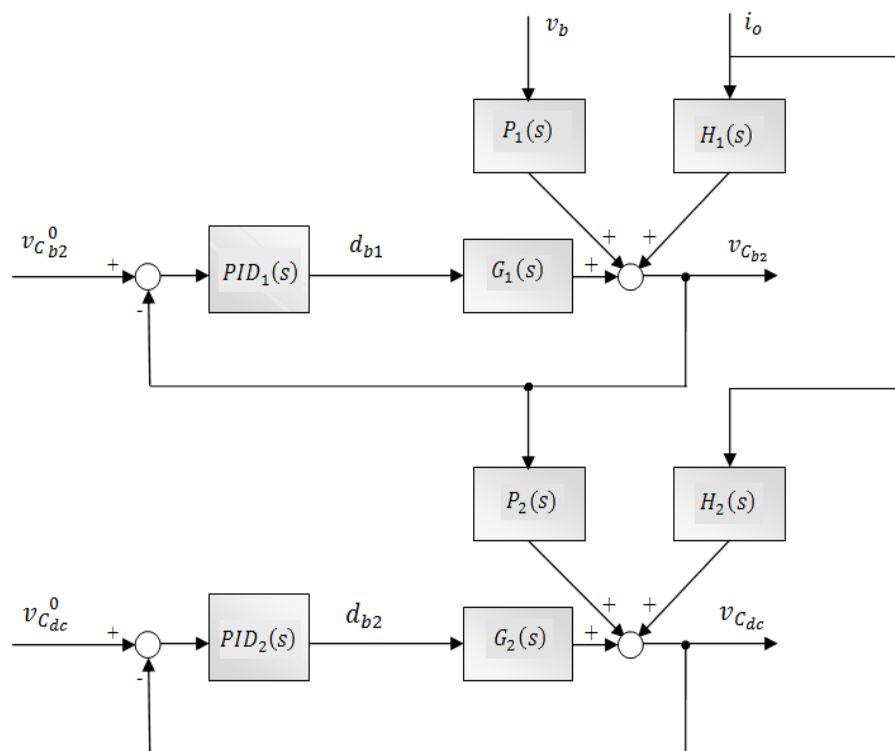 v_b i_o
P_1(s) H_1(s)
+ +
v_{C_{b2}}^0 + PID_1(s) d_{b1} G_1(s) + v_{C_{b2}}
-
P_2(s) H_2(s)
+ +
v_{C_{dc}}^0 + PID_2(s) d_{b2} G_2(s) + v_{C_{dc}}
-